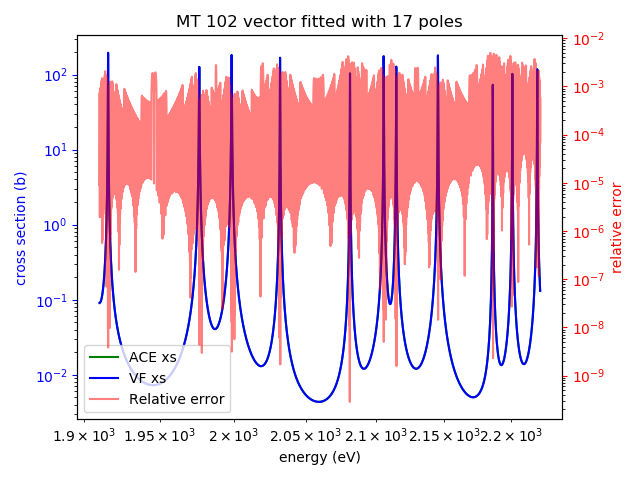 MT 102 vector fitted with 17 poles
cross section (b)
10²
10¹
10⁰
10⁻¹
10⁻²
10⁻²
10⁻³
10⁻⁴
10⁻⁵
10⁻⁶
10⁻⁷
10⁻⁸
10⁻⁹
relative error
ACE xs
VF xs
Relative error
1.9 × 10³ 1.95 × 10³ 2 × 10³ 2.05 × 10³ 2.1 × 10³ 2.15 × 10³ 2.2 × 10³
energy (eV)